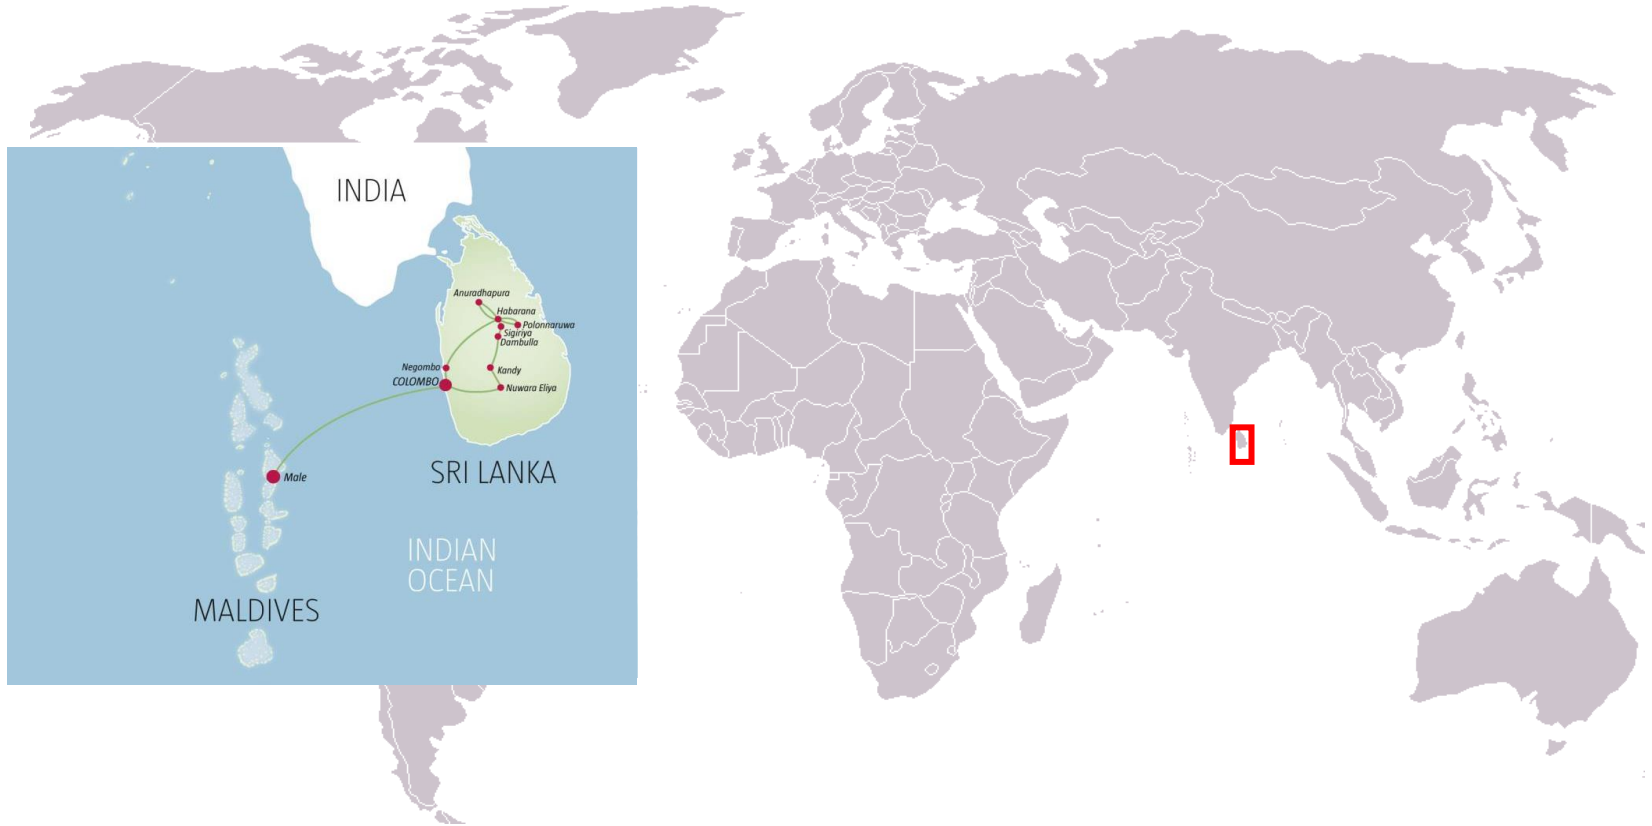 INDIA
Anuradhapura
Habarana
Polonnaruwa
Sigiriya
Dambulla
Negombo
Kandy
COLOMBO
Nuwara Eliya
SRI LANKA
Male
INDIAN
OCEAN
MALDIVES